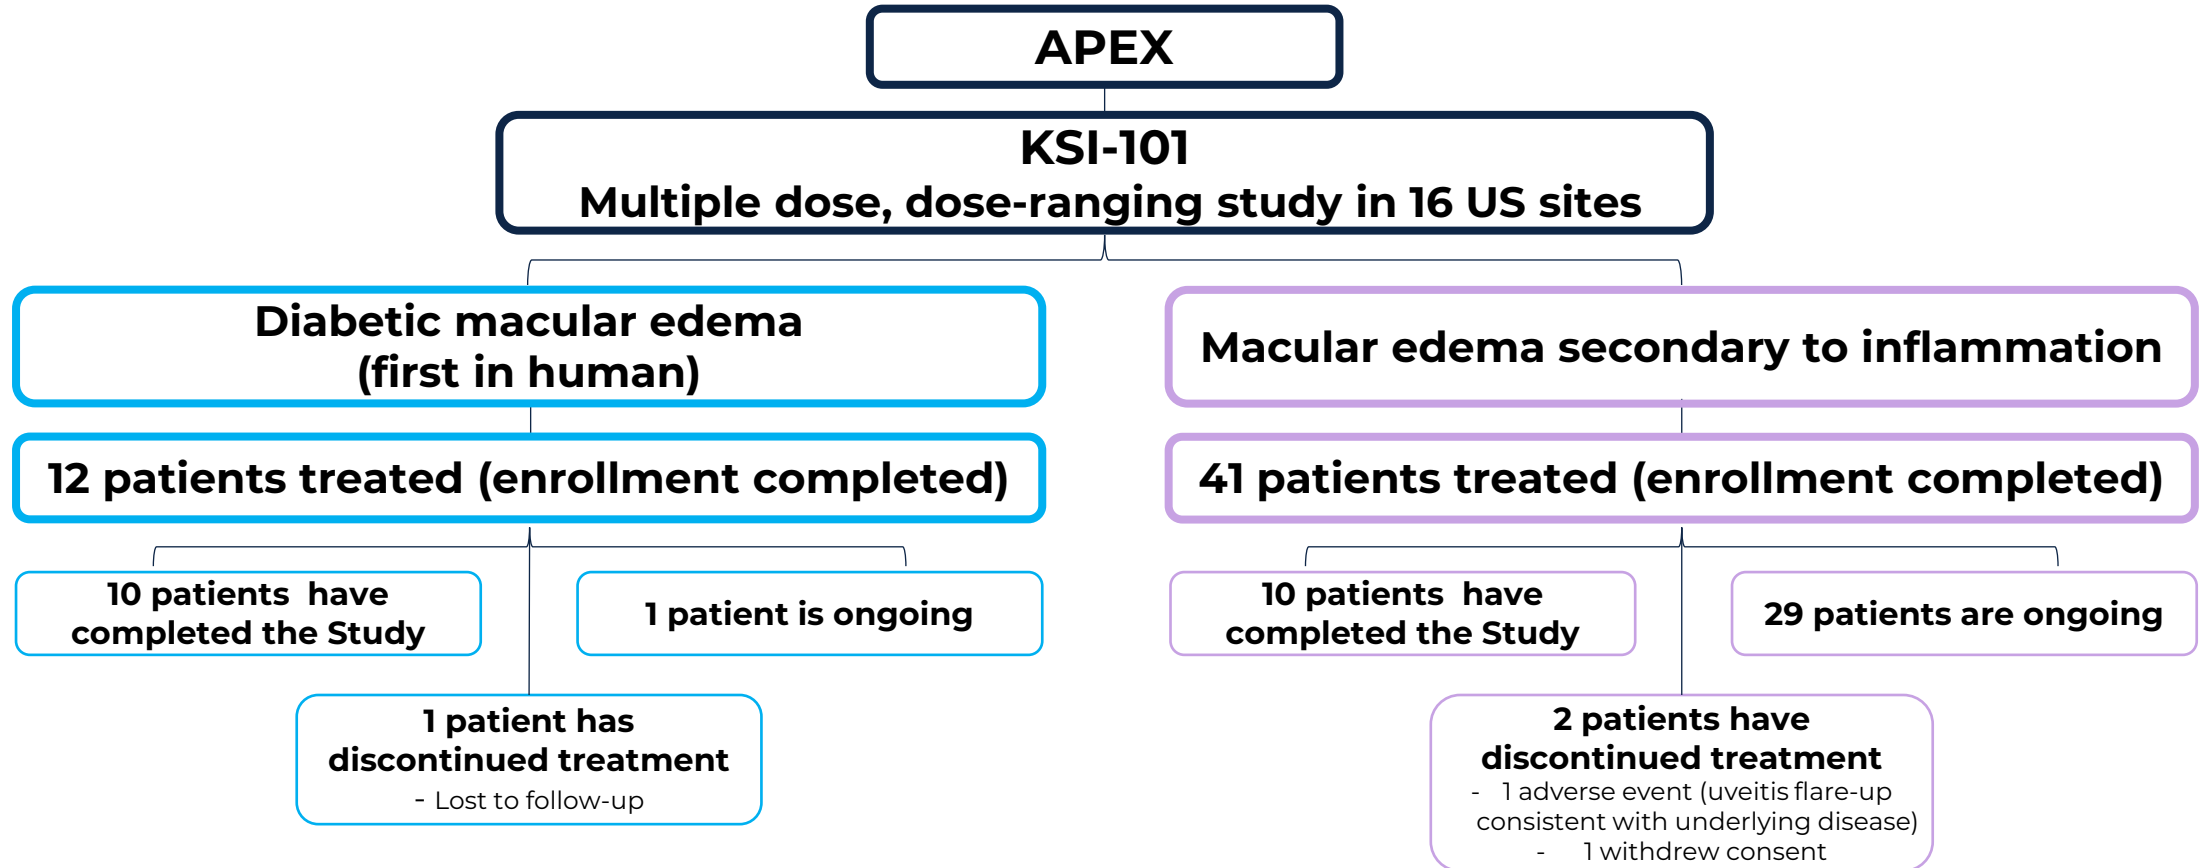 APEX
KSI-101
Multiple dose, dose-ranging study in 16 US sites
Diabetic macular edema
(first in human)
Macular edema secondary to inflammation
12 patients treated (enrollment completed)
41 patients treated (enrollment completed)
10 patients have
completed the Study
1 patient is ongoing
10 patients have
completed the Study
29 patients are ongoing
1 patient has
discontinued treatment
- Lost to follow-up
2 patients have
discontinued treatment
- 1 adverse event (uveitis flare-up
consistent with underlying disease)
- 1 withdrew consent